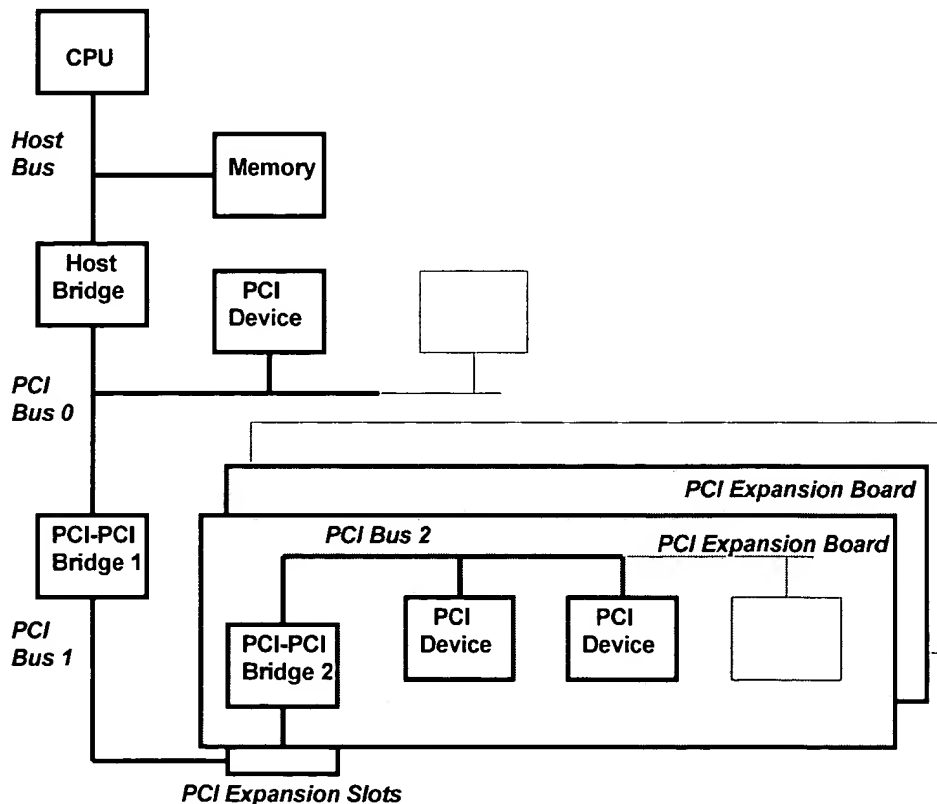 CPU
Host
Bus
Memory
Host
Bridge
PCI
Device
PCI
Bus 0
PCI Expansion Board
PCI-PCI
Bridge 1
PCI Bus 2
PCI Expansion Board
PCI
Device
PCI
Device
PCI
Bus 1
PCI-PCI
Bridge 2
PCI Expansion Slots